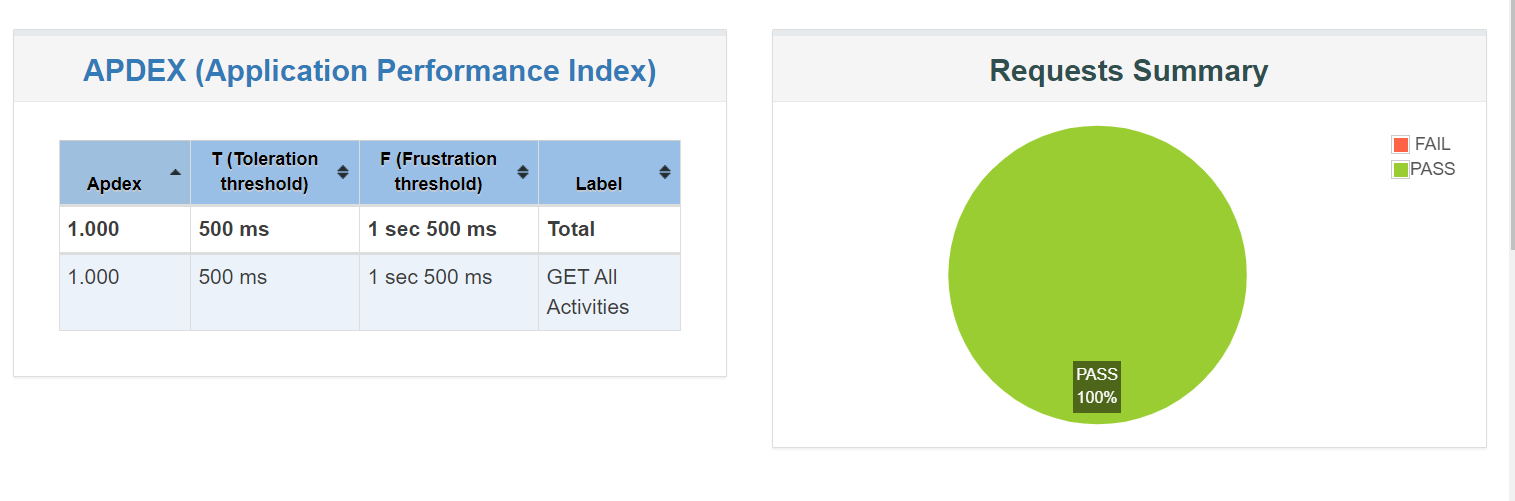 APDEX (Application Performance Index)
Apdex
T (Toleration
threshold)
F (Frustration
threshold)
Label
1.000 500 ms 1 sec 500 ms Total
1.000 500 ms 1 sec 500 ms GET All
Activities
Requests Summary
FAIL
PASS
PASS
100%